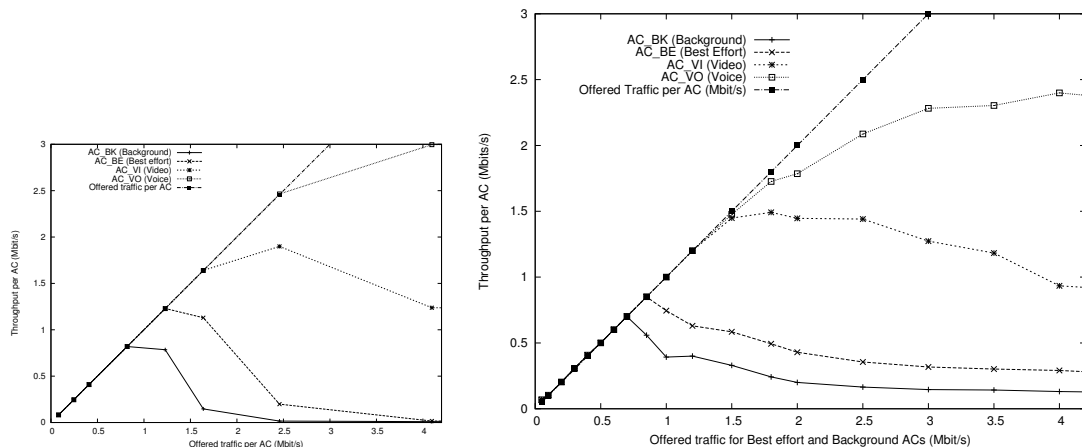 3
2.5
2
1.5
1
0.5
0
0 0.5 1 1.5 2 2.5 3 3.5 4
Throughput per AC (Mbit/s)
Offered traffic per AC (Mbit/s)
AC_BK (Background)
AC_BE (Best effort)
AC_VI (Video)
AC_VO (Voice)
Offered traffic per AC
3
2.5
2
1.5
1
0.5
0
0 0.5 1 1.5 2 2.5 3 3.5 4
Throughput per AC (Mbits/s)
Offered traffic for Best effort and Background ACs (Mbit/s)
AC_BK (Background)
AC_BE (Best Effort)
AC_VI (Video)
AC_VO (Voice)
Offered Traffic per AC (Mbit/s)